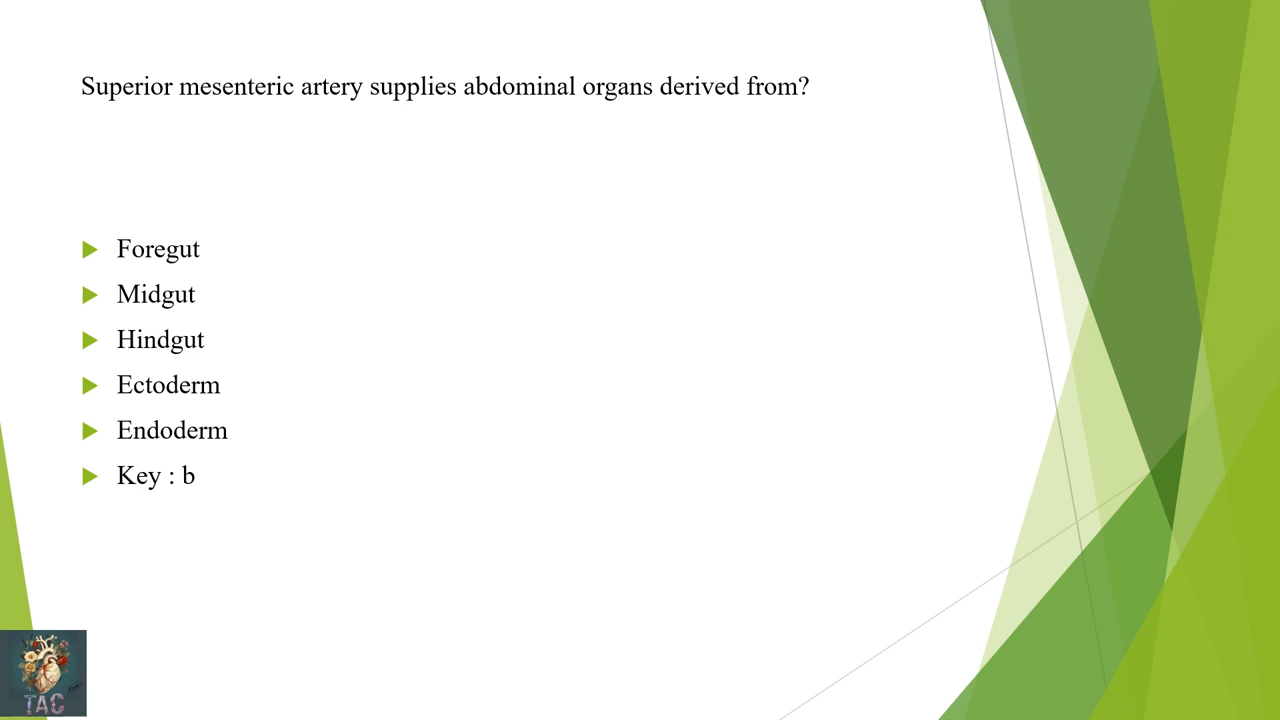 Superior mesenteric artery supplies abdominal organs derived from?
Foregut
Midgut
Hindgut
Ectoderm
Endoderm
Key : b
TAC